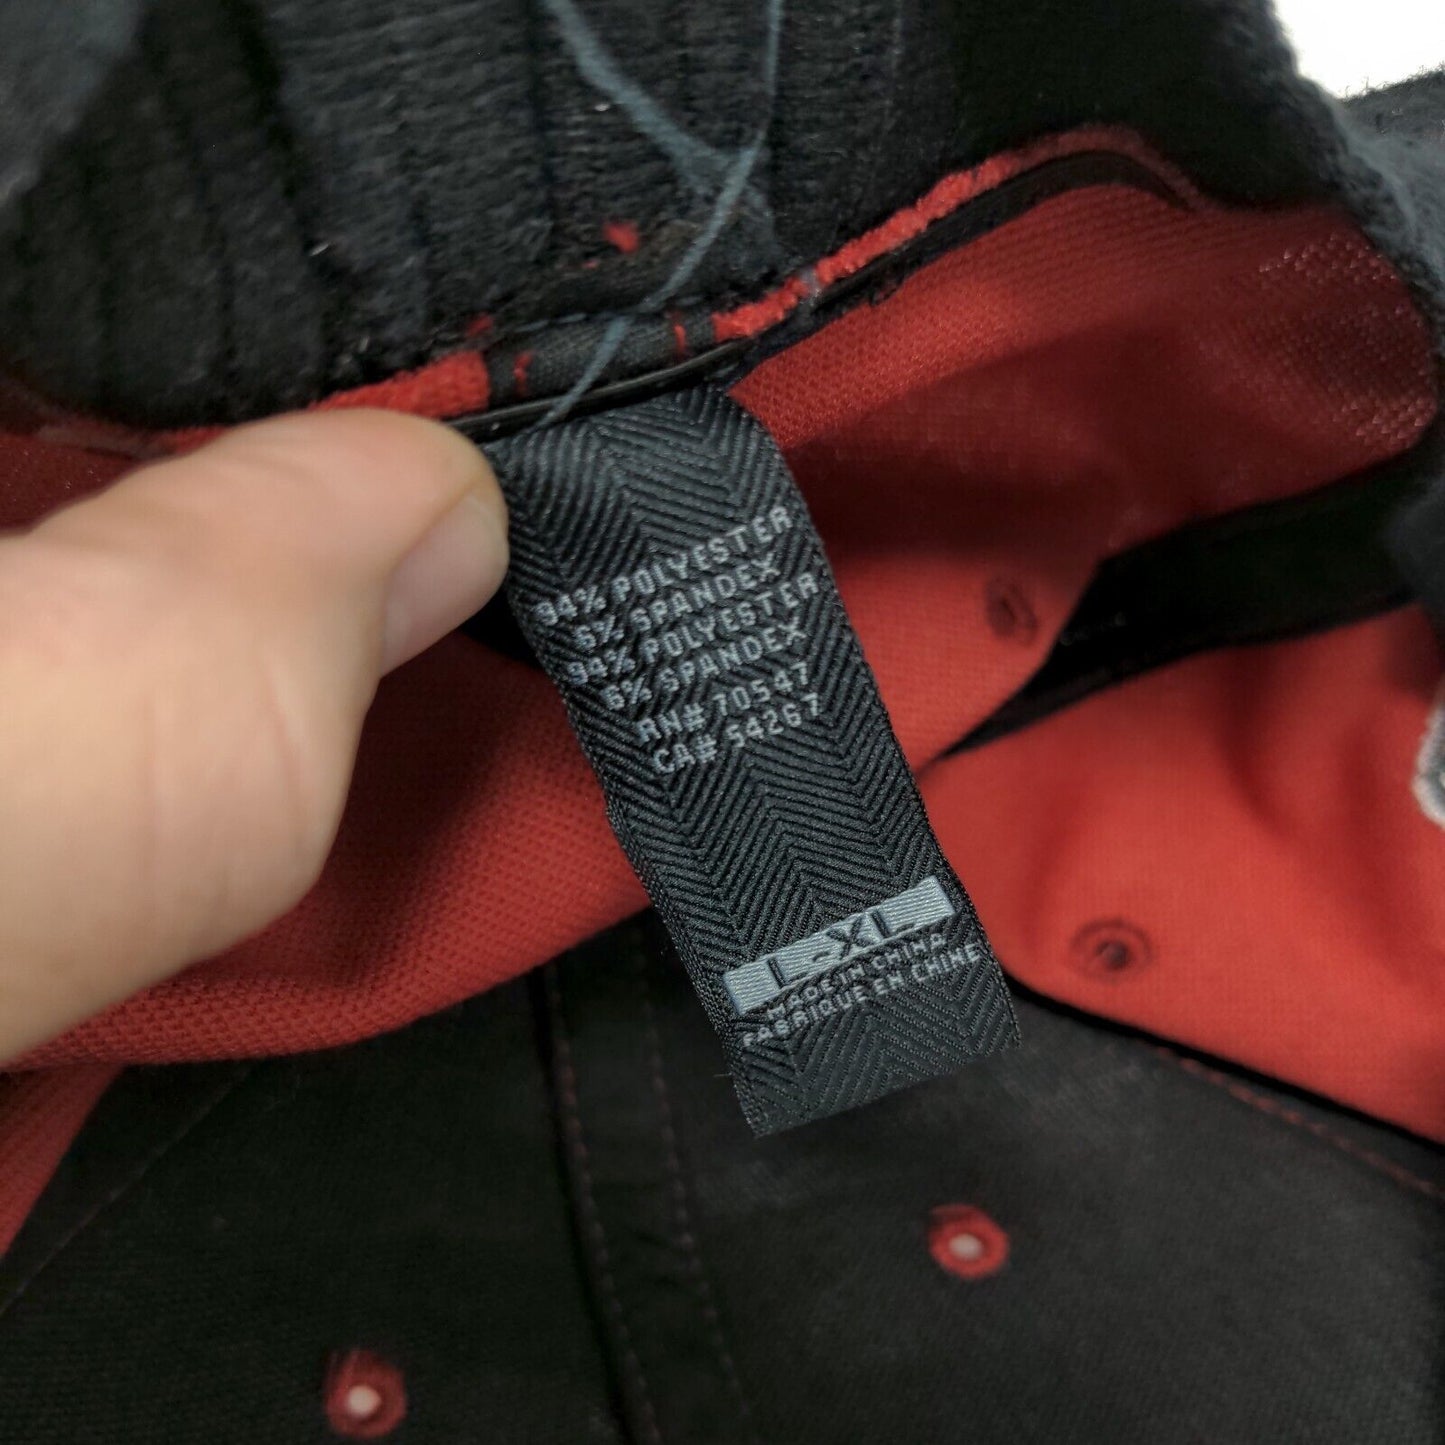 94% POLYESTER
6% SPANDEX
94% POLYESTER
6% SPANDEX
RN# 70547
CA# 54267
L-XL
MADE IN CHINA
FABRIQUE EN CHINE